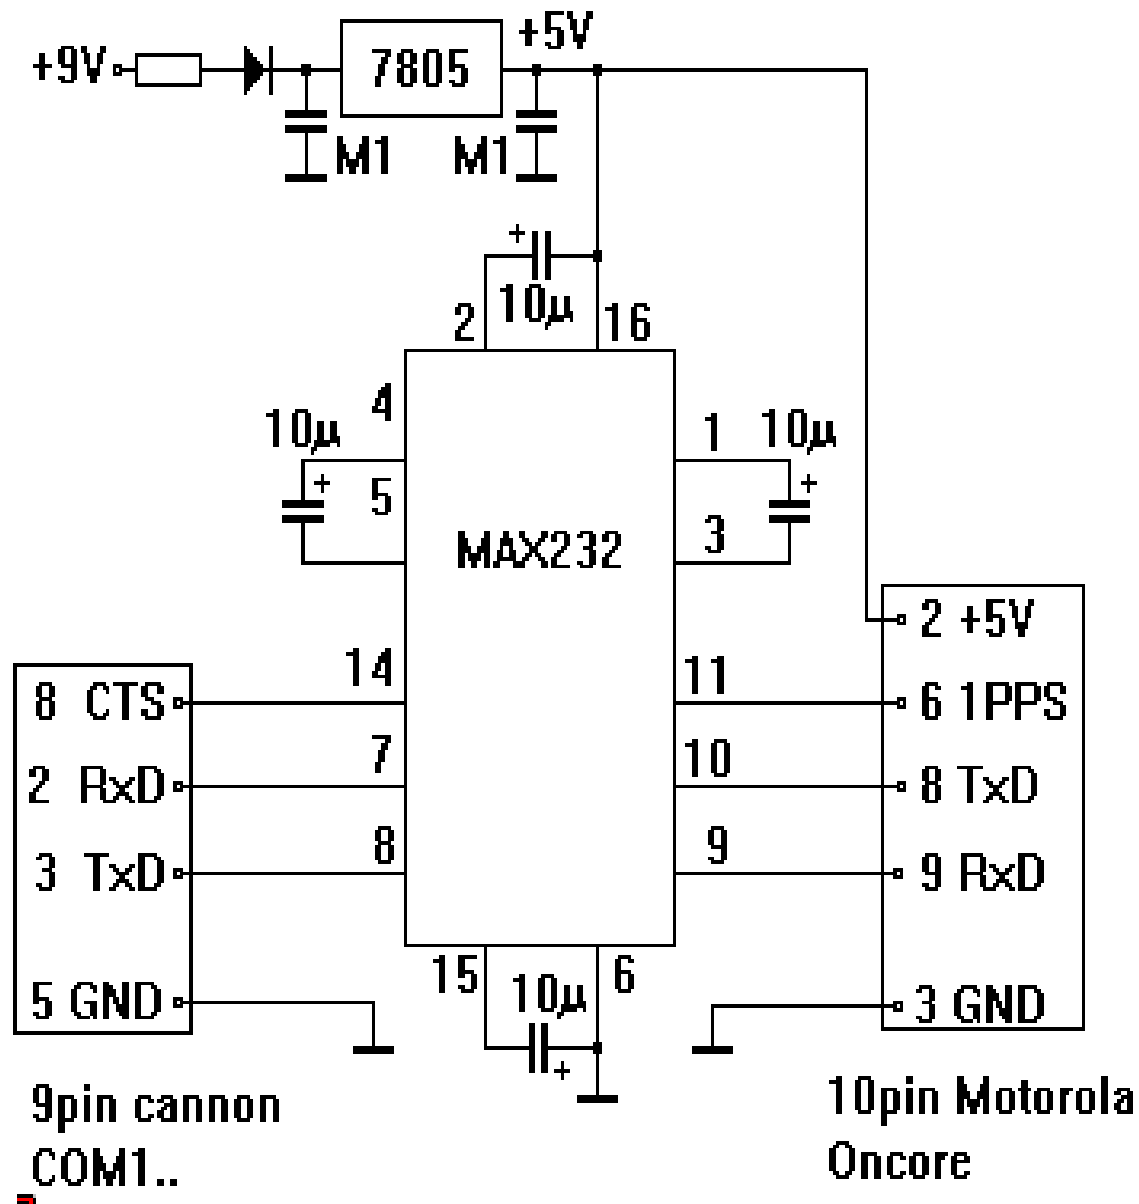 +9V
7805
+5V
M1
M1
+
10µ
2
16
4
10µ
+
5
1
10µ
+
3
MAX232
2 +5V
14
11
8 CTS
6 1PPS
7
10
2 RxD
8 TxD
8
9
3 TxD
9 RxD
15
10µ
6
+
5 GND
3 GND
9pin cannon
COM1..
10pin Motorola
Oncore